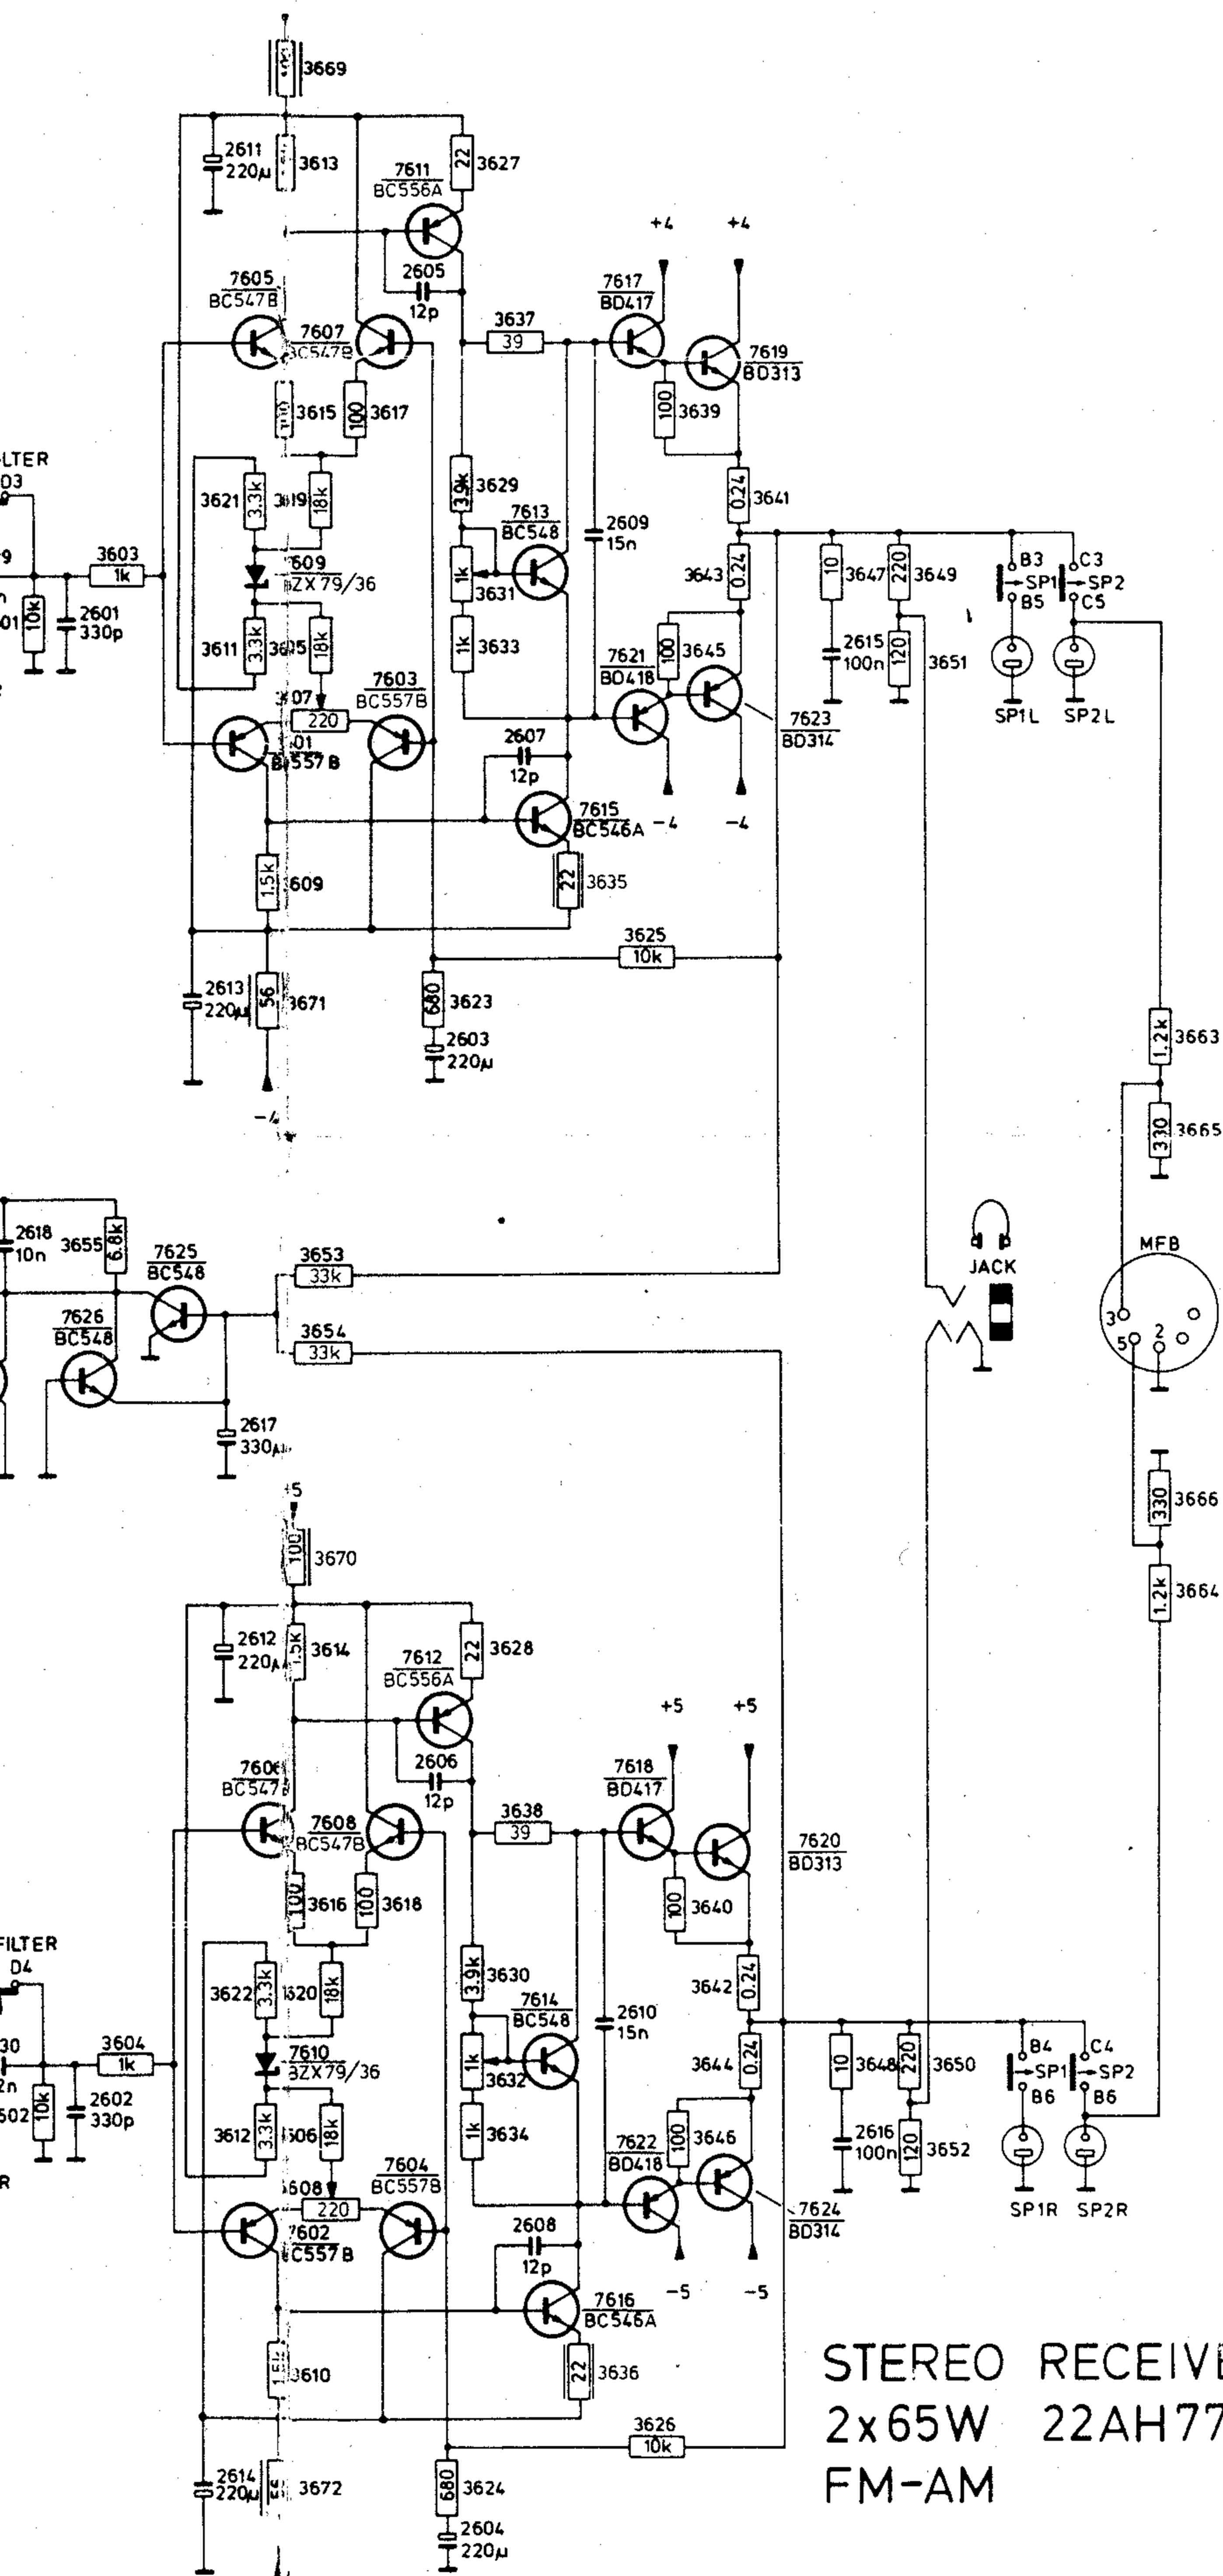 3669
2611
220µ
3613
7611
BC556A
22
3627
+4
+4
7605
BC547B
2605
12p
7617
BD417
7607
BC547B
3637
39
7619
BD313
3615
100
3617
100
3639
LTER
D3
3621
3.3k
18k
3.9k
3629
7613
BC548
2609
15n
0.24
3641
3603
1k
609
ZX79/36
1k
3631
3643
0.24
10
3647
220
3649
B3
SP1
B5
C3
SP2
C5
01
10k
2601
330p
3611
3.3k
18k
1k
3633
100
3645
2615
100n
120
3651
7621
BD418
7603
BC557B
220
7623
BD314
SP1L
SP2L
2607
12p
7615
BC546A
-4
-4
1.5k
609
22
3635
3625
10k
2613
220µ
56
3671
680
3623
2603
220µ
1.2k
3663
330
3665
2618
10n
3655
6.8k
7625
BC548
3653
33k
JACK
MFB
7626
BC548
3654
33k
3
5
2
2617
330µ
330
3666
100
3670
1.2k
3664
2612
220µ
3614
7612
BC556A
22
3628
+5
+5
2606
12p
7618
BD417
7608
BC547B
3638
39
7620
BD313
100
3616
100
3618
100
3640
FILTER
D4
3622
3.3k
18k
3.9k
3630
7614
BC548
2610
15n
3642
0.24
30
2n
3604
1k
7610
BZX79/36
1k
3632
3644
0.24
10
3648
220
3650
B4
SP1
B6
C4
SP2
B6
502
10k
2602
330p
3612
3.3k
18k
1k
3634
100
3646
2616
100n
120
3652
R
7622
BD418
7604
BC557B
220
7602
C557B
7624
BD314
SP1R
SP2R
2608
12p
7616
BC546A
-5
-5
3610
22
3636
3626
10k
2614
220µ
3672
680
3624
2604
220µ
STEREO RECEIVE
2x65W 22AH77
FM-AM